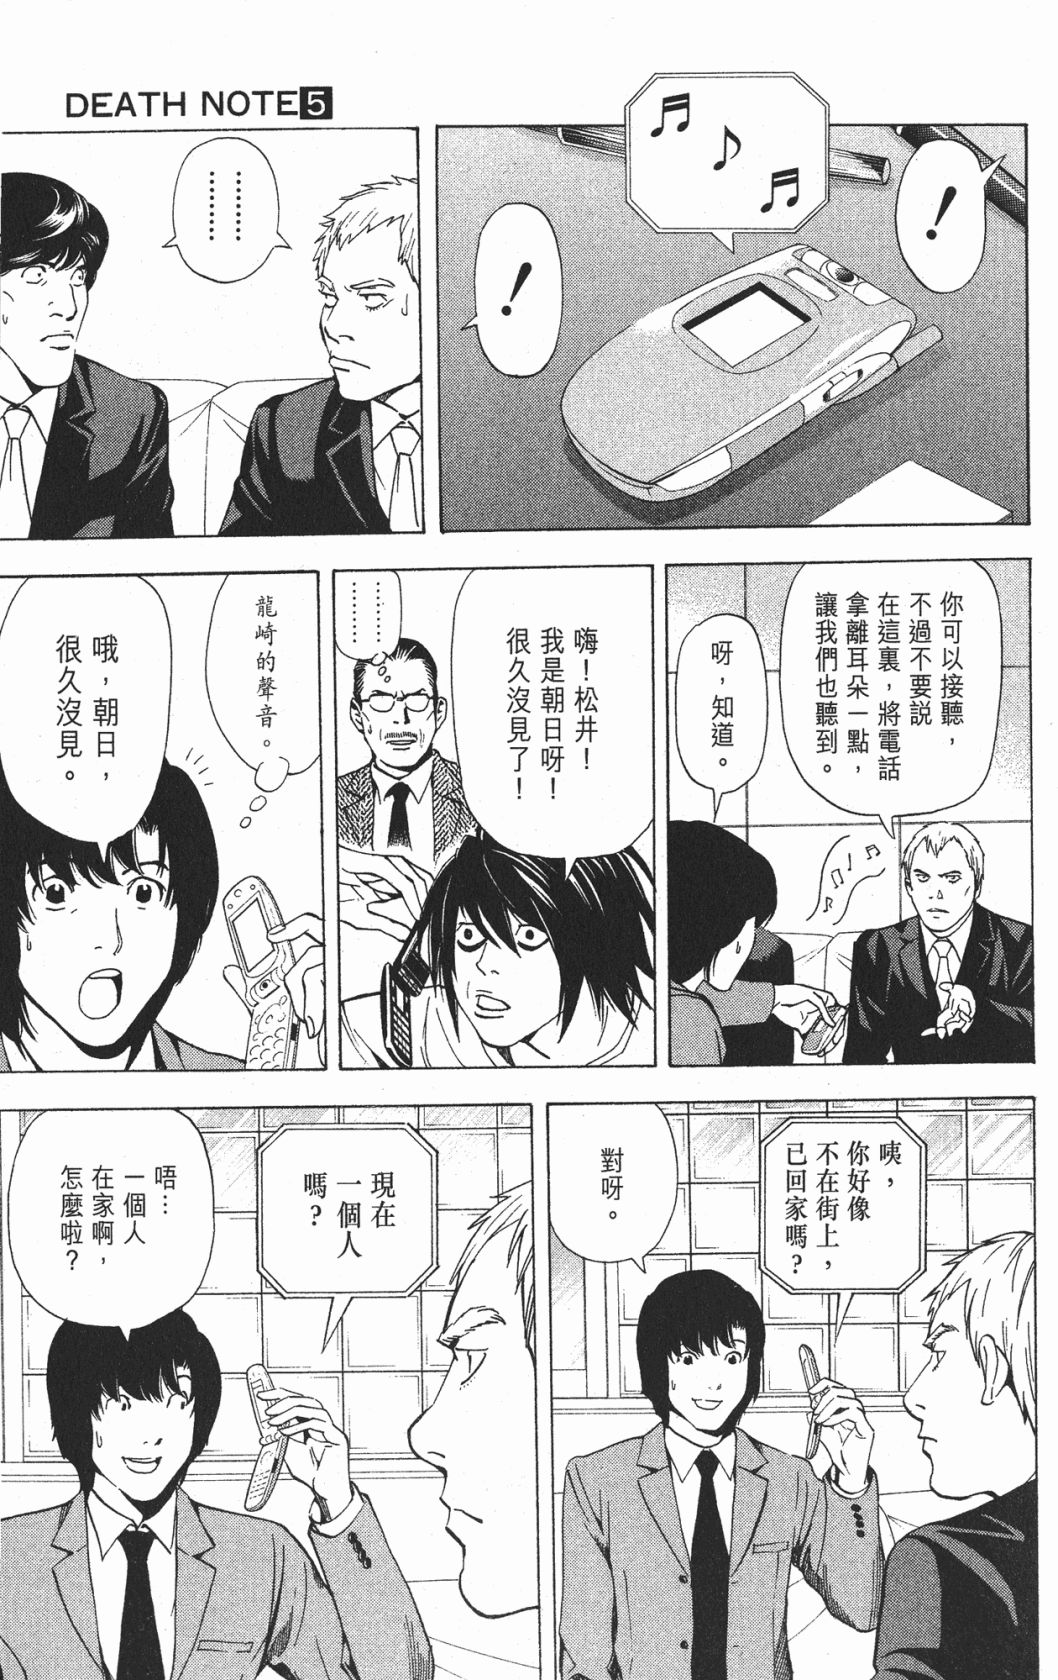 DEATH NOTE5
！
！
………
………
你可以接聽，
不過不要說
在這裏，將電話
拿離耳朵一點，
讓我們也聽到。
呀，知道。
嗨！松井！
我是朝日呀！
很久沒見了！
………
………
龍崎的聲音。
哦，朝日，
很久沒見。
咦，
你好像
不在街上，
已回家嗎？
對呀。
現在
一個人
嗎？
唔…
一個人
在家啊，
怎麼啦？